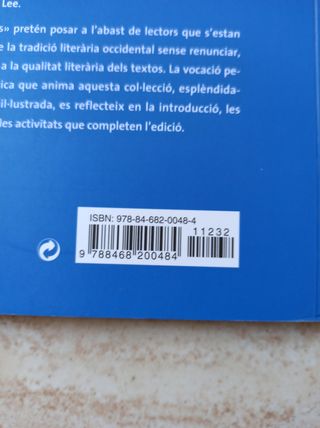 Lee.
s» pretén posar a l'abast de lectors que s'estan
e la tradició literària occidental sense renunciar,
a la qualitat literària dels textos. La vocació pe-
ica que anima aquesta col·lecció, esplèndida-
il·lustrada, es reflecteix en la introducció, les
les activitats que completen l'edició.
ISBN: 978-84-682-0048-4
11232
9 788468 200484